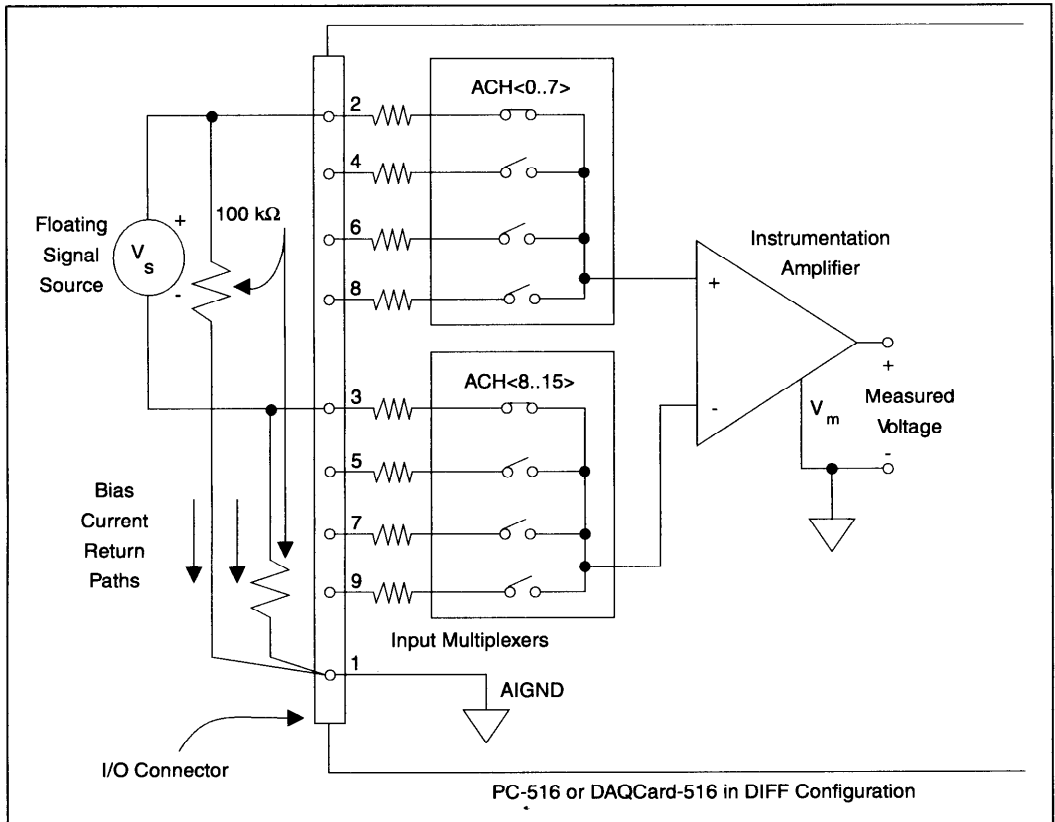 ACH<0..7>
2
4
6
8
100 kΩ
Floating
Signal
Source
V
s
+
-
Instrumentation
Amplifier
+
-
V
m
+
Measured
Voltage
-
ACH<8..15>
3
5
7
9
Bias
Current
Return
Paths
Input Multiplexers
1
AIGND
I/O Connector
PC-516 or DAQCard-516 in DIFF Configuration